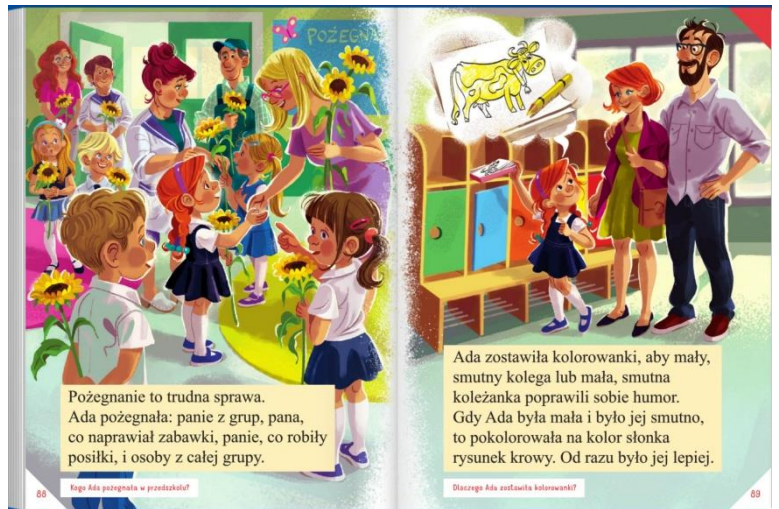 POŻEGNA
Pożegnanie to trudna sprawa.
Ada pożegnała: panie z grup, pana,
co naprawiał zabawki, panie, co robiły
posiłki, i osoby z całej grupy.
88
Kogo Ada pożegnała w przedszkolu?
Ada zostawiła kolorowanki, aby mały,
smutny kolega lub mała, smutna
koleżanka poprawili sobie humor.
Gdy Ada była mała i było jej smutno,
to pokolorowała na kolor słonka
rysunek krowy. Od razu było jej lepiej.
Dlaczego Ada zostawiła kolorowanki?
89